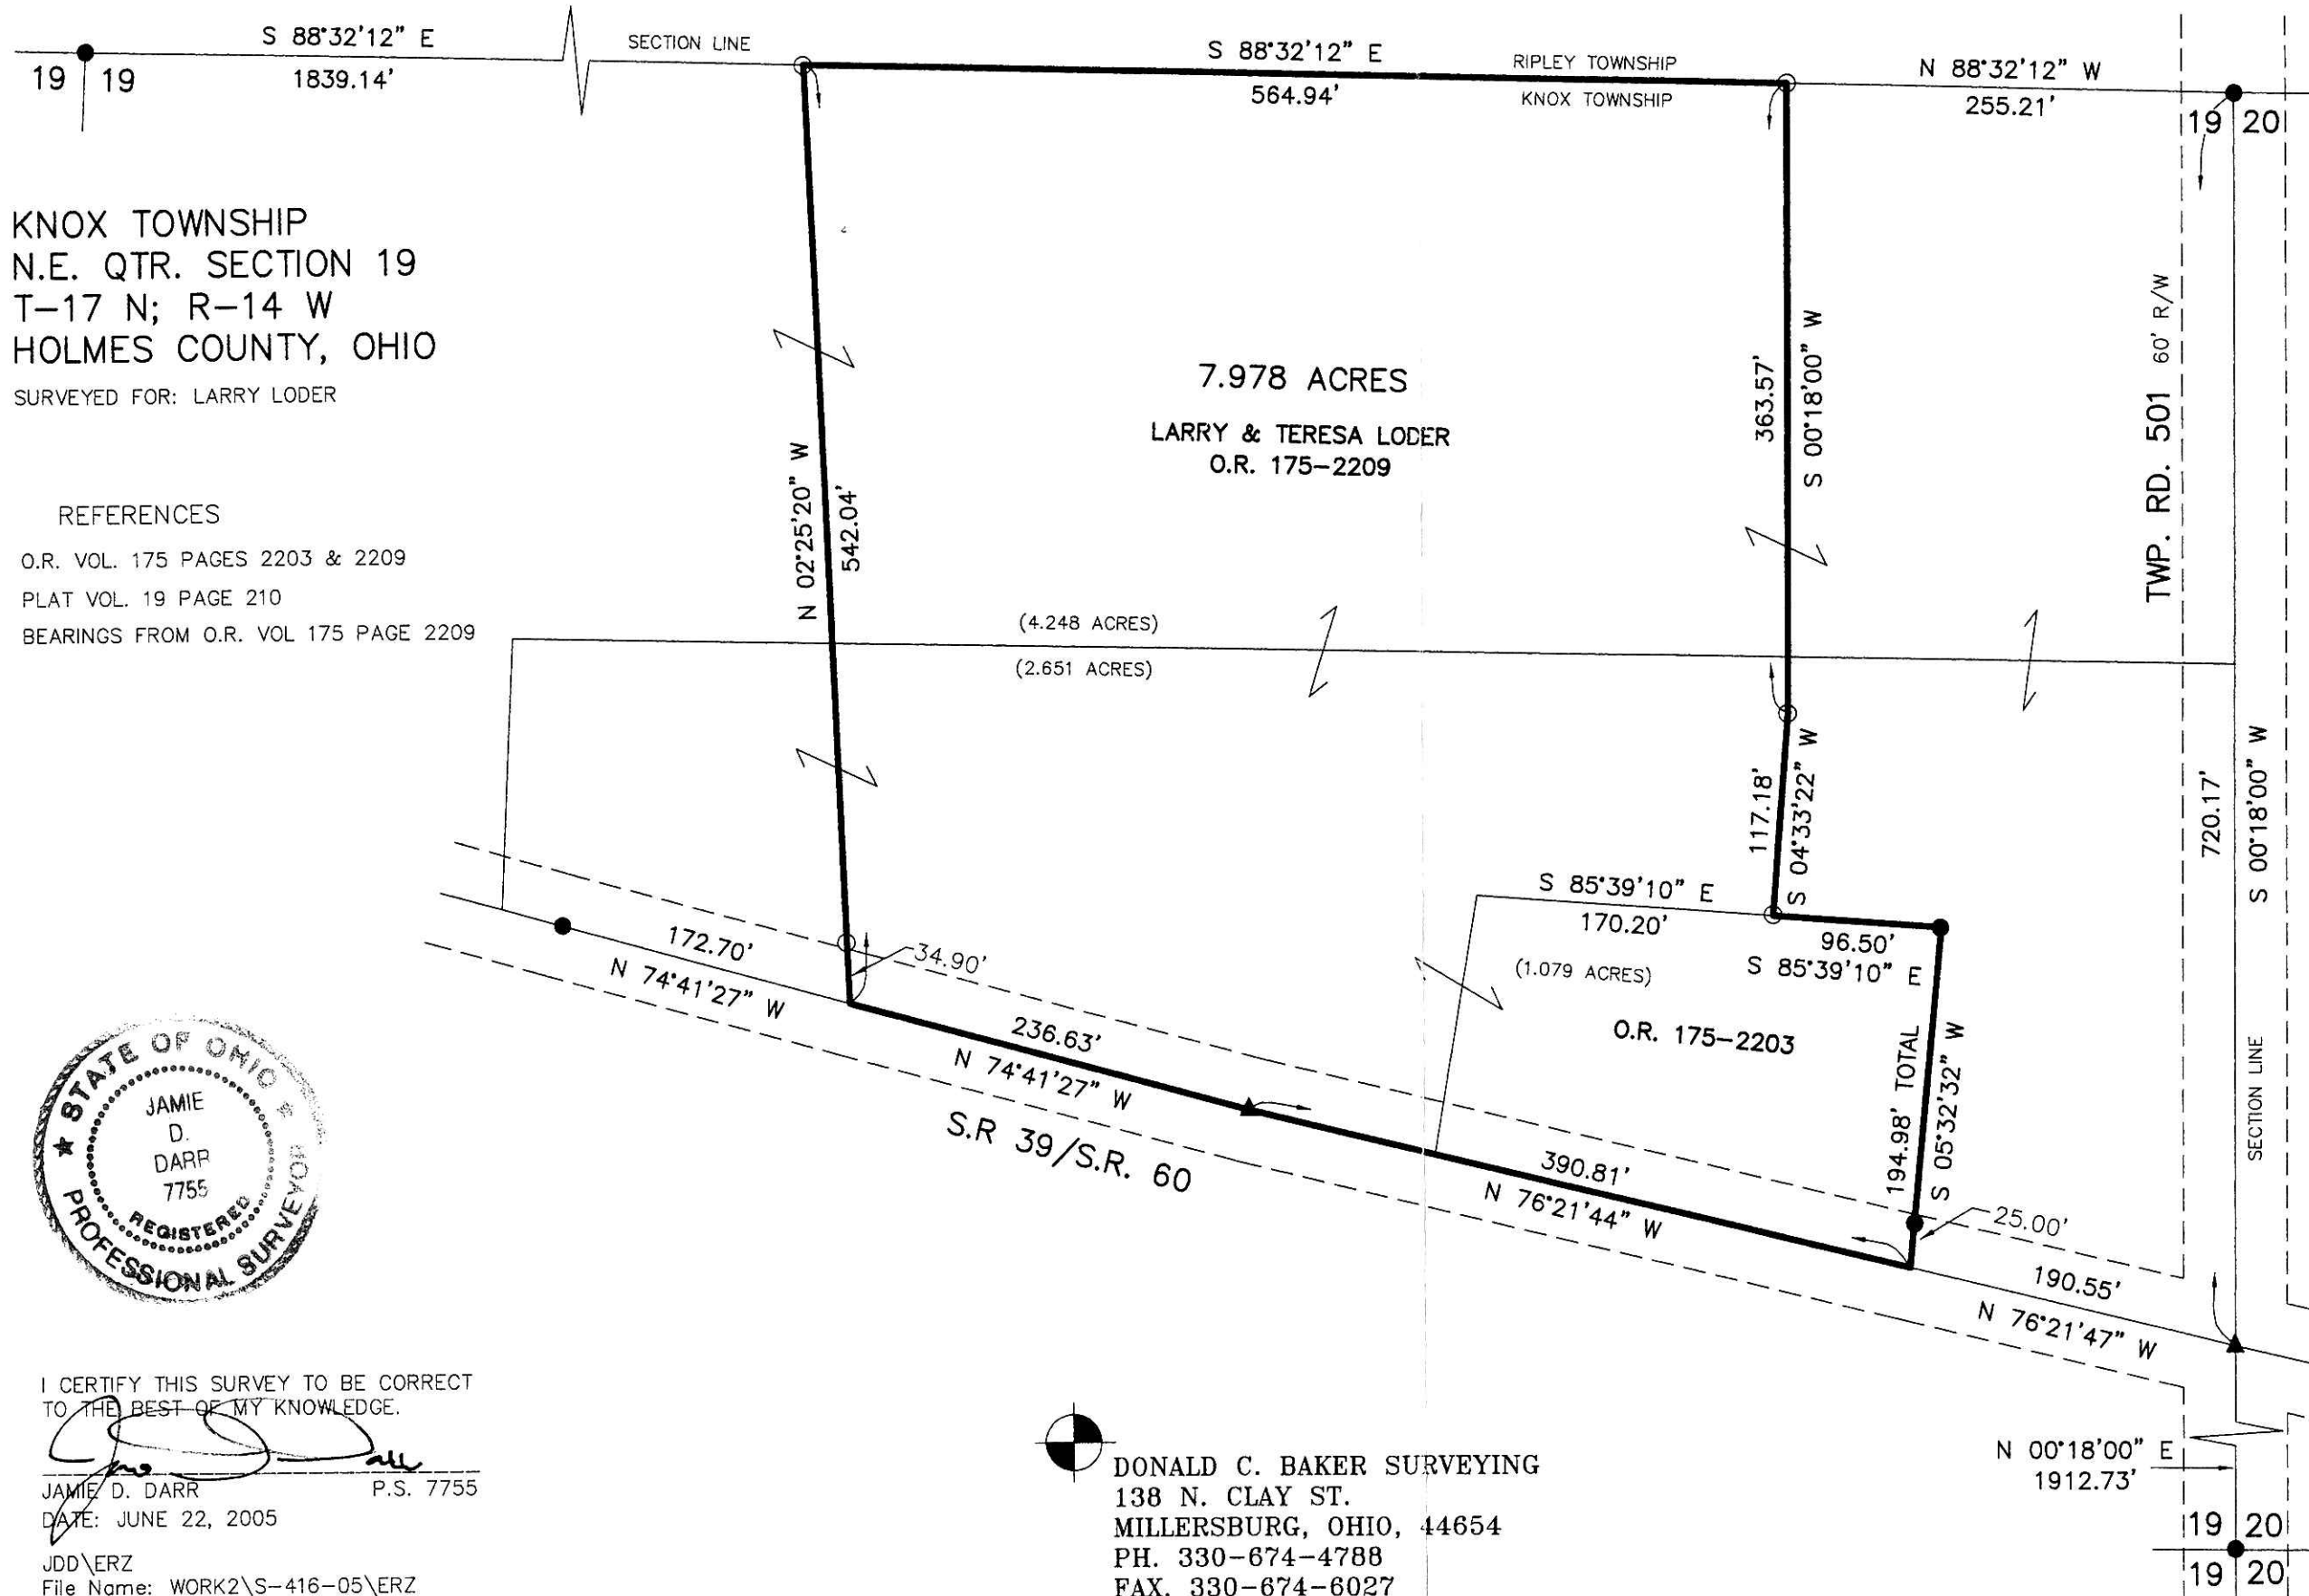 S 88°32'12" E
1839.14'
SECTION LINE
S 88°32'12" E
564.94'
RIPLEY TOWNSHIP
KNOX TOWNSHIP
N 88°32'12" W
255.21'
19 19
19 20
KNOX TOWNSHIP
N.E. QTR. SECTION 19
T-17 N; R-14 W
HOLMES COUNTY, OHIO
SURVEYED FOR: LARRY LODER
REFERENCES
O.R. VOL. 175 PAGES 2203 & 2209
PLAT VOL. 19 PAGE 210
BEARINGS FROM O.R. VOL 175 PAGE 2209
7.978 ACRES
LARRY & TERESA LODER
O.R. 175-2209
N 02°25'20" W
542.04'
363.57'
S 00°18'00" W
TWP. RD. 501 60' R/W
(4.248 ACRES)
(2.651 ACRES)
117.18'
S 04°33'22" W
720.17'
S 00°18'00" W
SECTION LINE
S 85°39'10" E
170.20'
96.50'
S 85°39'10" E
(1.079 ACRES)
O.R. 175-2203
194.98' TOTAL
S 05°32'32" W
25.00'
172.70'
N 74°41'27" W
34.90'
236.63'
N 74°41'27" W
S.R 39/S.R. 60
390.81'
N 76°21'44" W
190.55'
N 76°21'47" W
STATE OF OHIO
JAMIE
D.
DARR
7755
REGISTERED
PROFESSIONAL SURVEYOR
I CERTIFY THIS SURVEY TO BE CORRECT
TO THE BEST OF MY KNOWLEDGE.
JAMIE D. DARR P.S. 7755
DATE: JUNE 22, 2005
JDD\ERZ
File Name: WORK2\S-416-05\ERZ
DONALD C. BAKER SURVEYING
138 N. CLAY ST.
MILLERSBURG, OHIO, 44654
PH. 330-674-4788
FAX. 330-674-6027
N 00°18'00" E
1912.73'
19 20
19 20